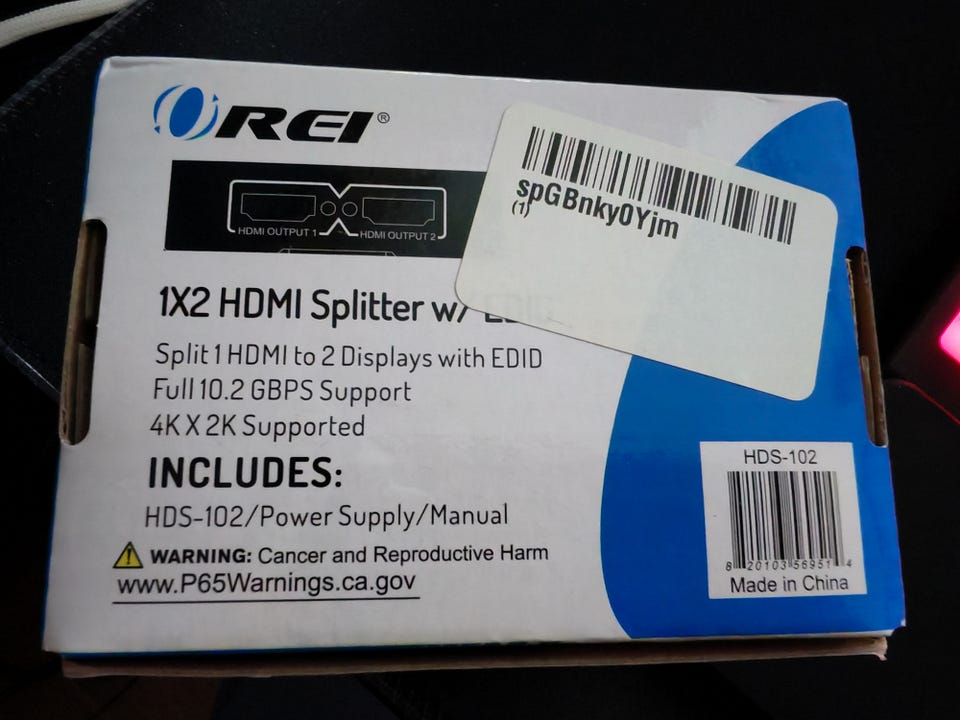 OREI®
spGBnky0Yjm
(1)
HDMI OUTPUT 1
HDMI OUTPUT 2
1X2 HDMI Splitter w/ EDID
Split 1 HDMI to 2 Displays with EDID
Full 10.2 GBPS Support
4K X 2K Supported
INCLUDES:
HDS-102/Power Supply/Manual
WARNING: Cancer and Reproductive Harm
www.P65Warnings.ca.gov
HDS-102
8 20103 56951 4
Made in China